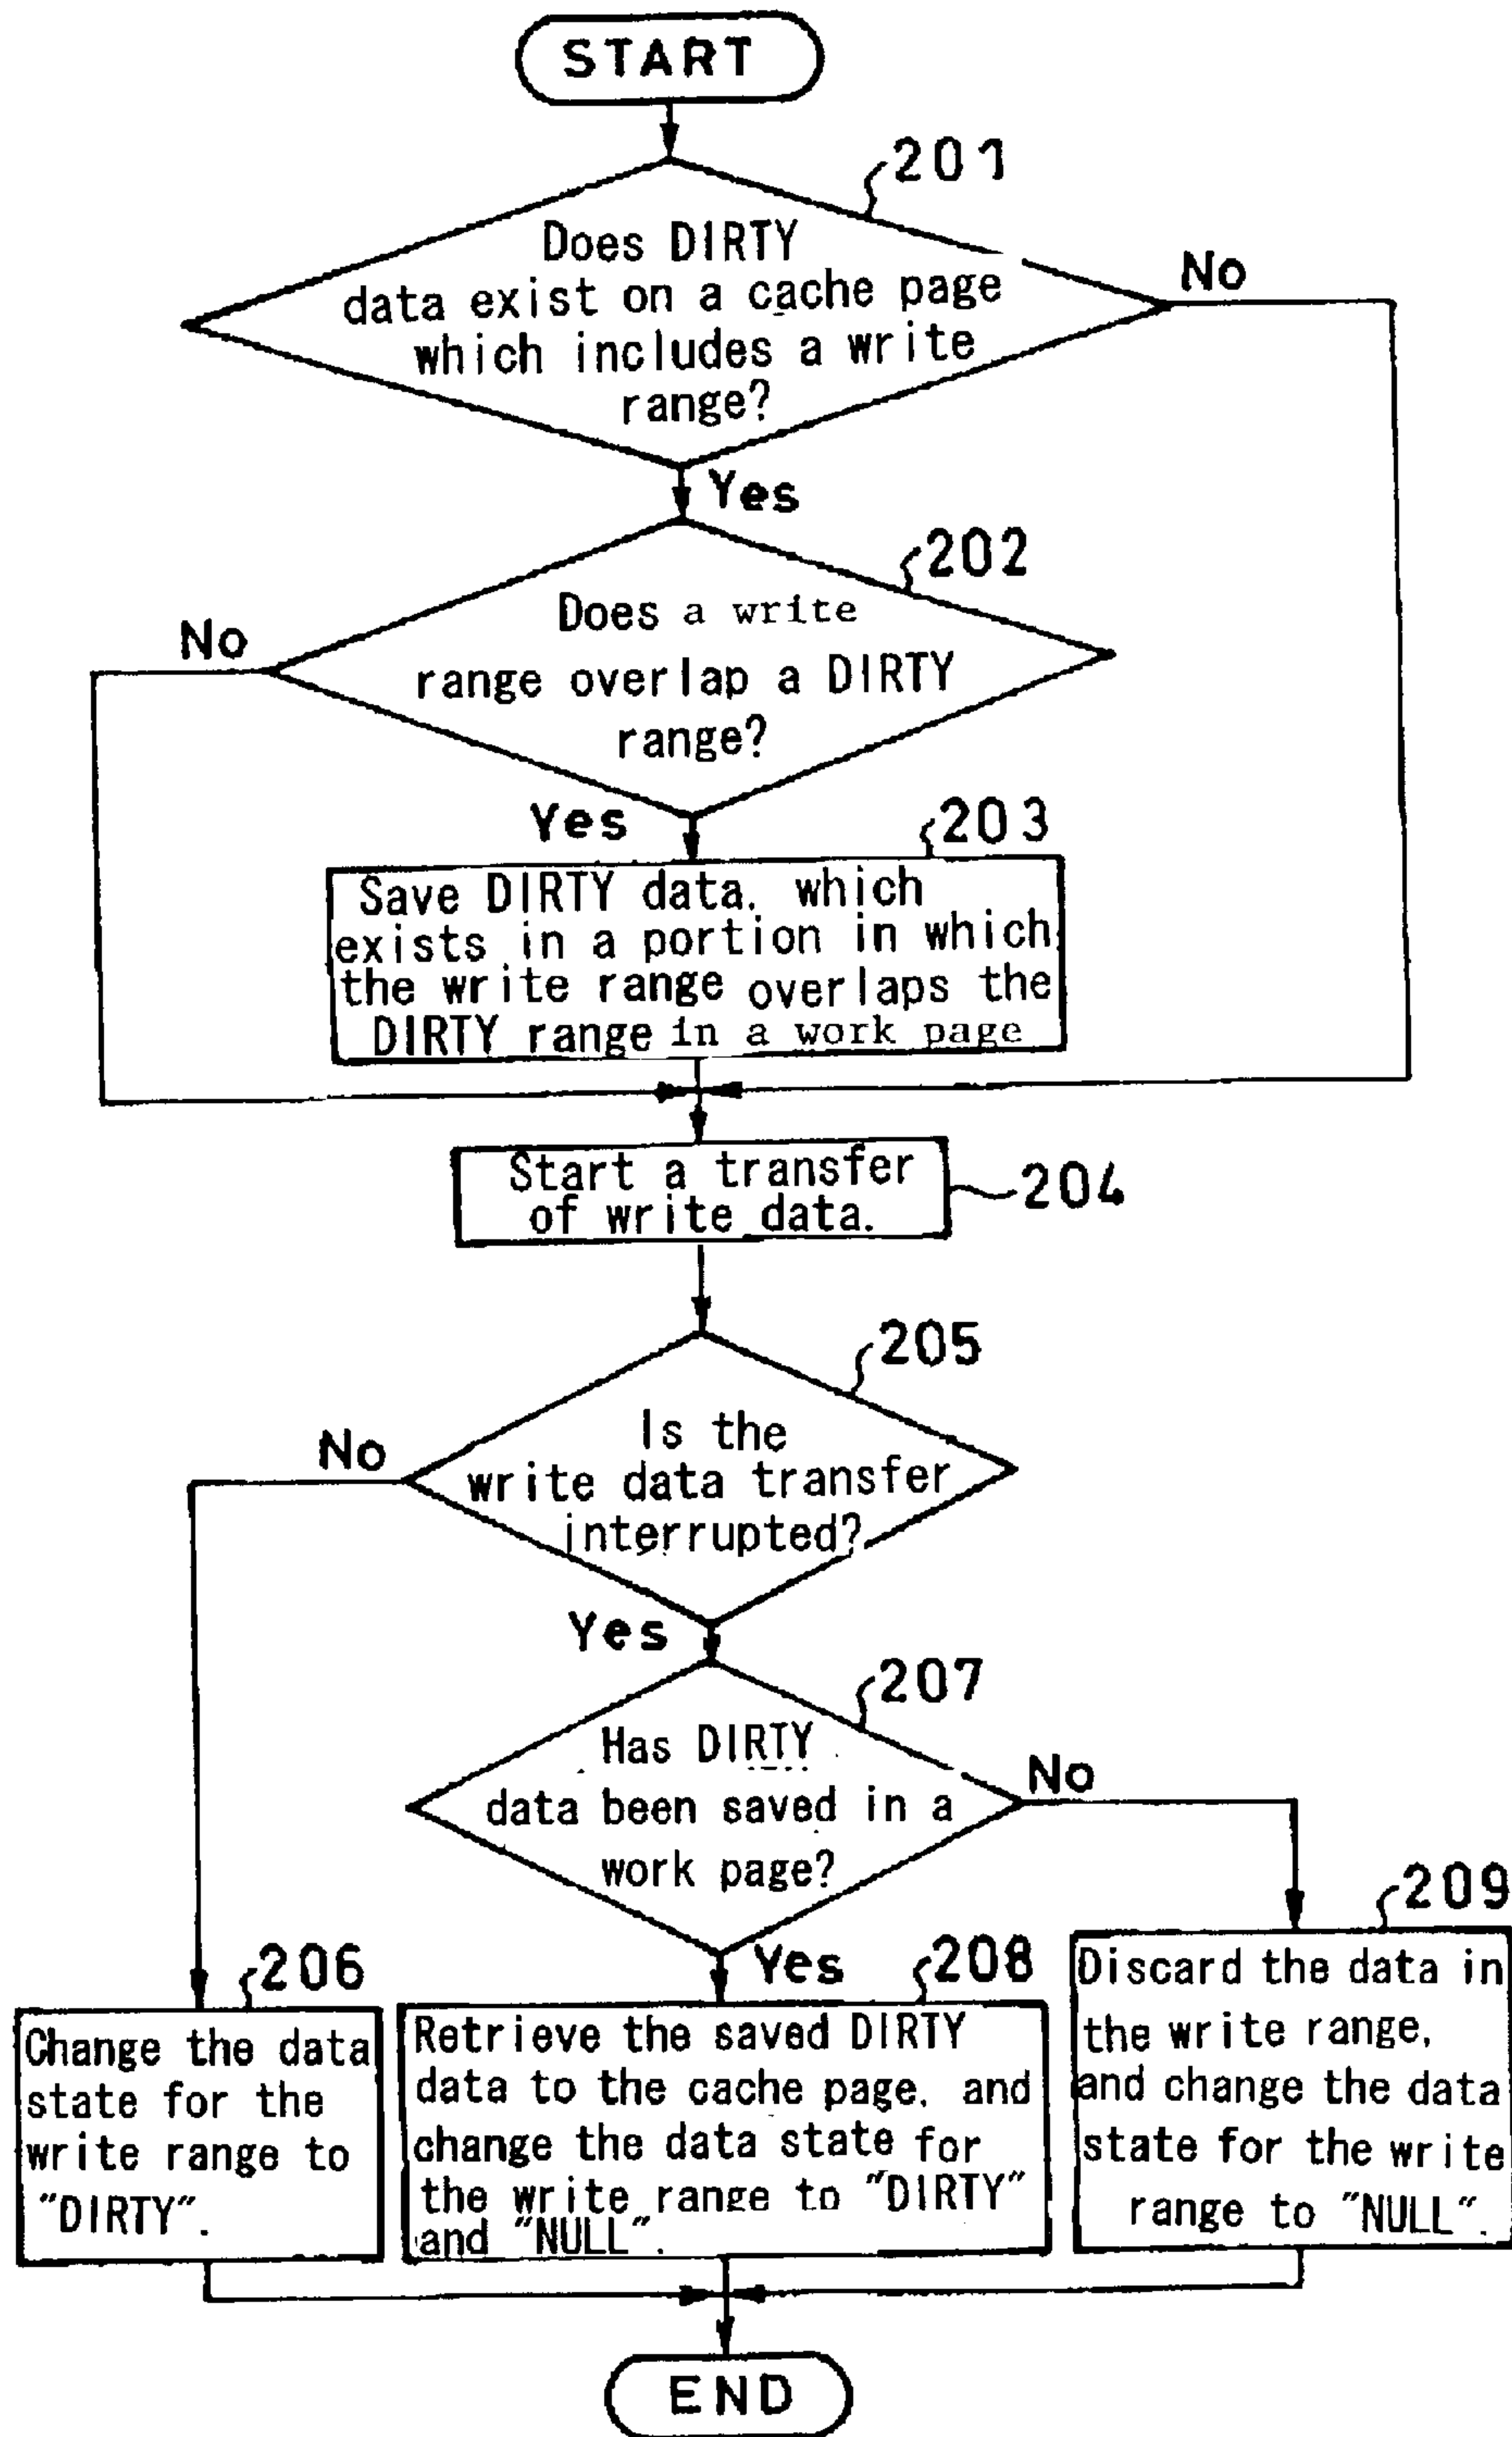 START
201
Does DIRTY
data exist on a cache page
which includes a write
range?
No
Yes
202
Does a write
range overlap a DIRTY
range?
No
Yes
203
Save DIRTY data, which
exists in a portion in which
the write range overlaps the
DIRTY range in a work page
Start a transfer
of write data.
204
205
Is the
write data transfer
interrupted?
No
Yes
207
Has DIRTY
data been saved in a
work page?
No
Yes
206
Change the data
state for the
write range to
"DIRTY".
208
Retrieve the saved DIRTY
data to the cache page, and
change the data state for
the write range to "DIRTY"
and "NULL".
209
Discard the data in
the write range,
and change the data
state for the write
range to "NULL".
END